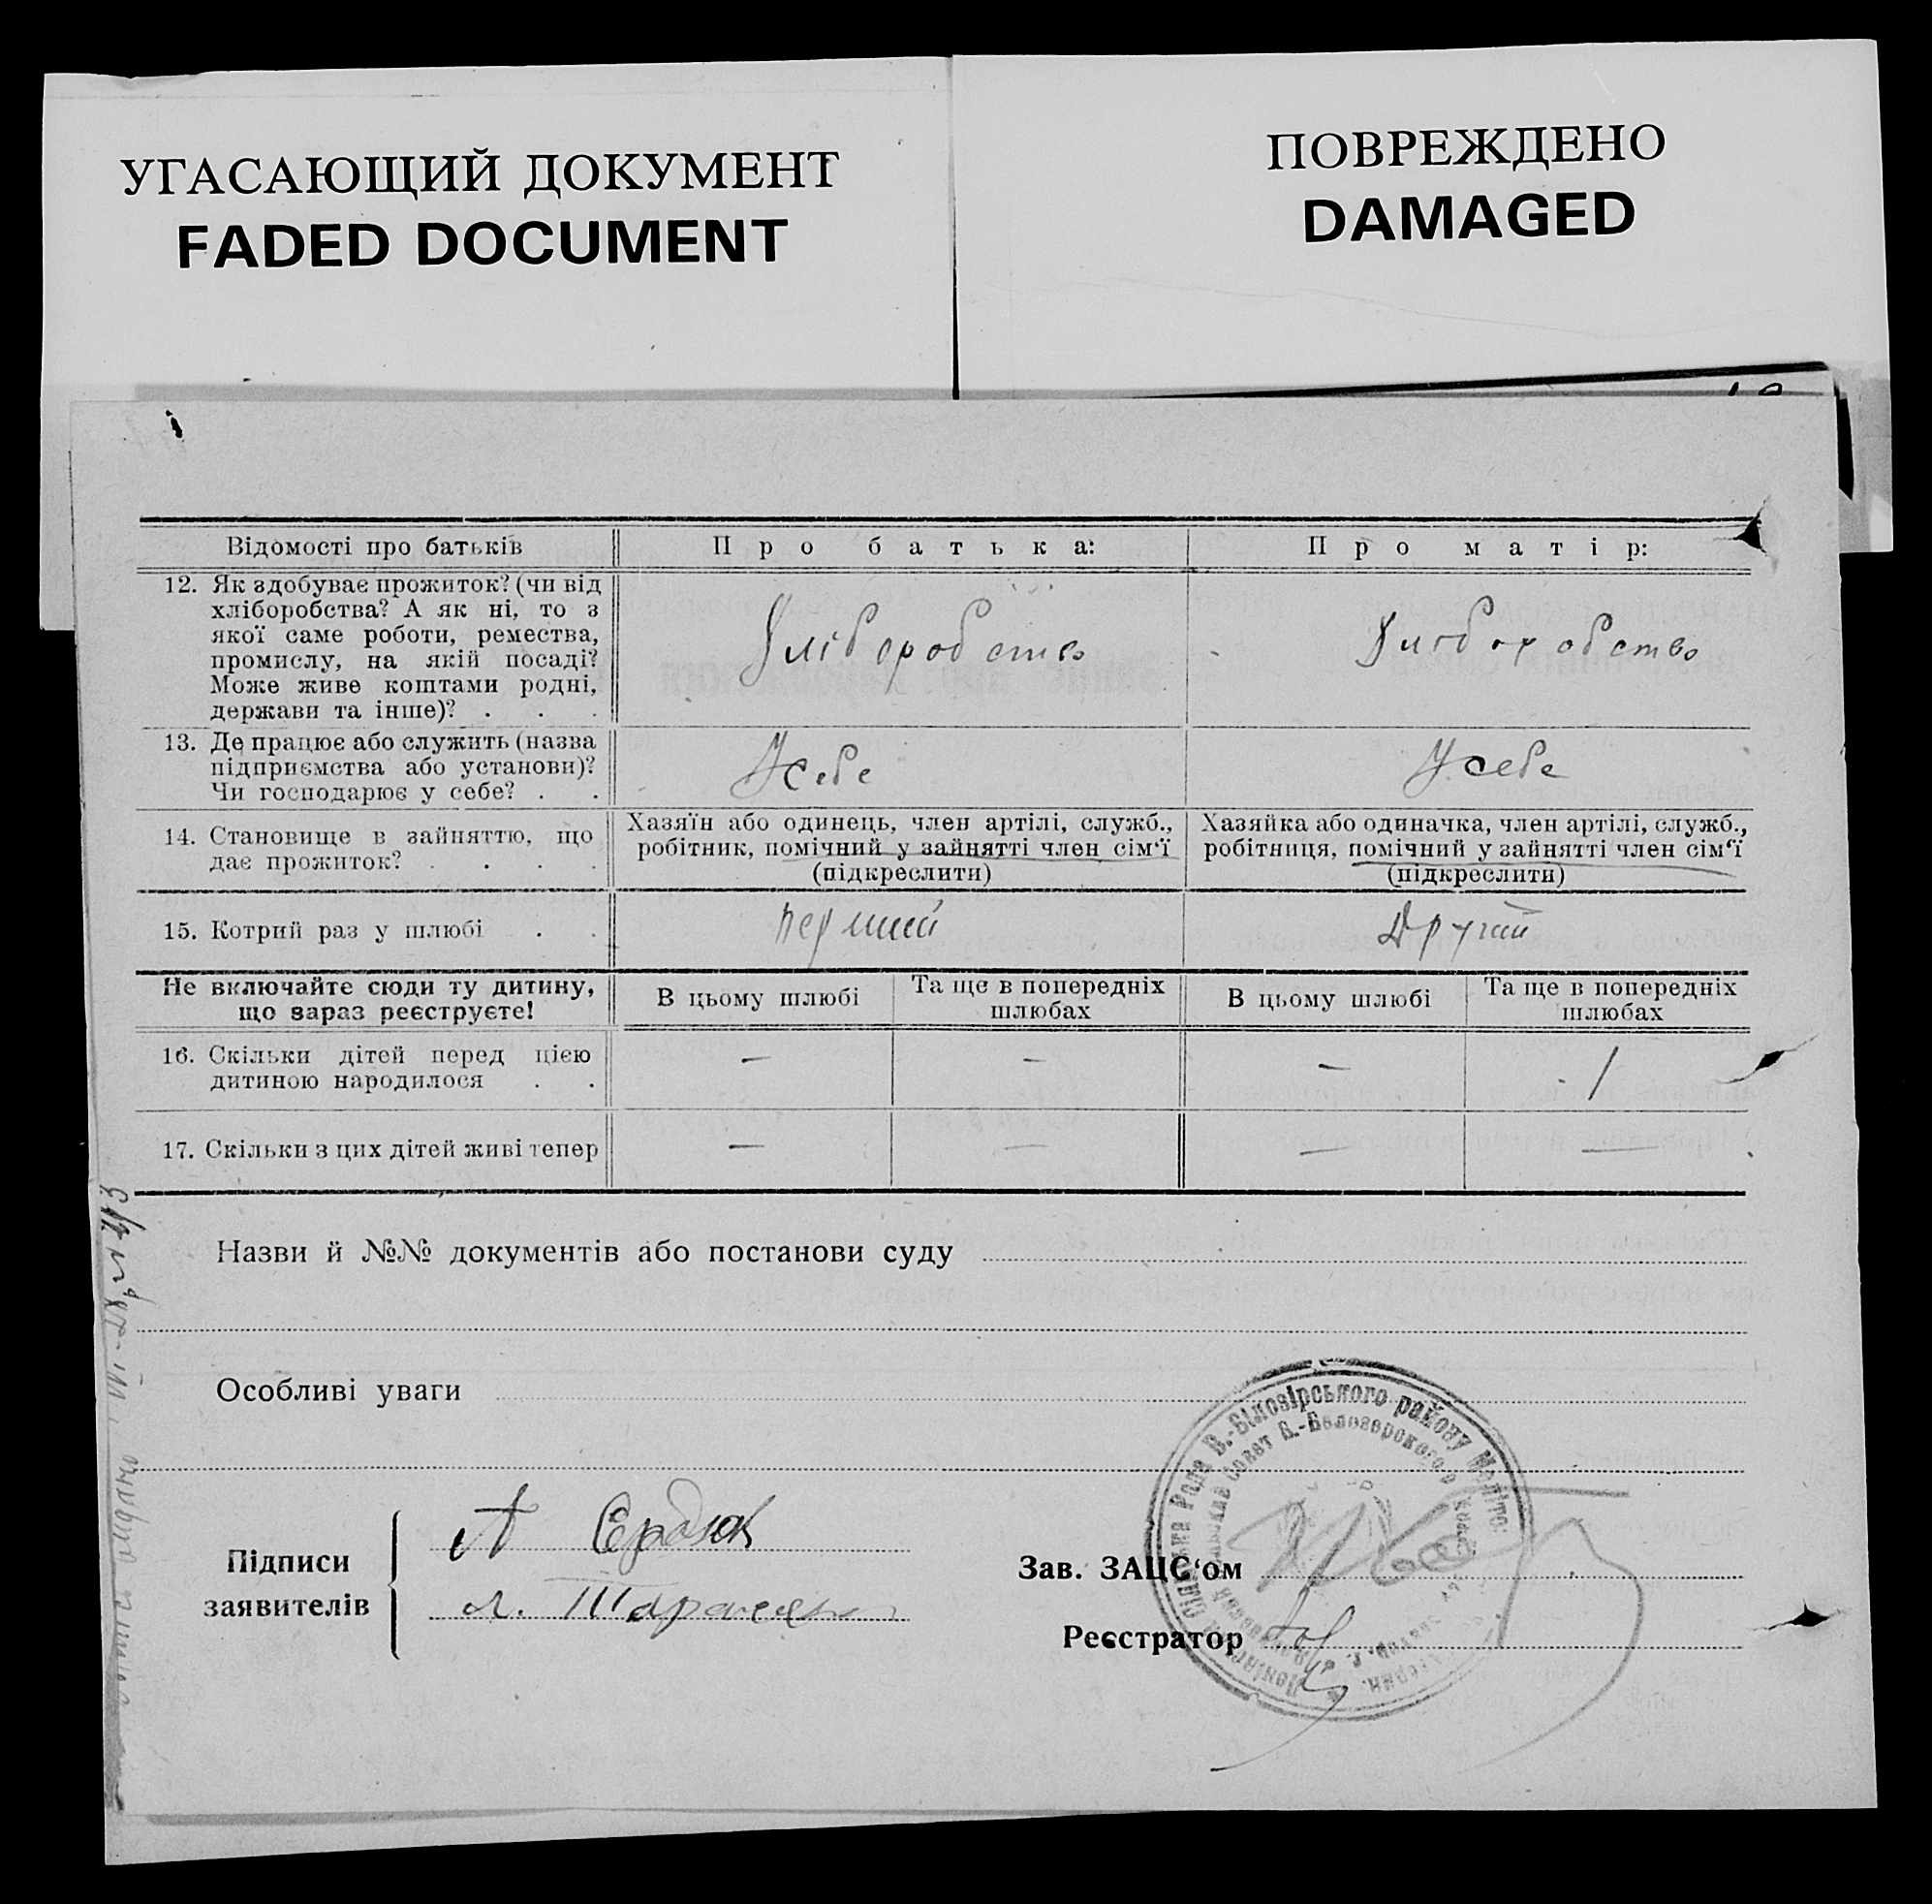 УГАСАЮЩИЙ ДОКУМЕНТ
FADED DOCUMENT
ПОВРЕЖДЕНО
DAMAGED
Відомості про батьків
Про батька:
Про матір:
12. Як здобуває прожиток? (чи від
хліборобства? А як ні, то з
якої саме роботи, ремества,
промислу, на якій посаді?
Може живе коштами родні,
держави та інше)? . . .
Хліборобство
Хліборобство
13. Де працює або служить (назва
підприємства або установи)?
Чи господарює у себе? . .
У себе
У себе
14. Становище в зайняттю, що
дає прожиток? . . . .
Хазяїн або одинець, член артілі, служб.,
робітник, помічний у зайнятті член сім‘ї
(підкреслити)
Хазяйка або одиначка, член артілі, служб.,
робітниця, помічний у зайнятті член сім‘ї
(підкреслити)
15. Котрий раз у шлюбі . .
перший
Другий
Не включайте сюди ту дитину,
що зараз реєструєте!
В цьому шлюбі
Та ще в попередніх
шлюбах
В цьому шлюбі
Та ще в попередніх
шлюбах
16. Скільки дітей перед цією
дитиною народилося . .
— — — 1
17. Скільки з цих дітей живі тепер
— — — —
Назви й №№ документів або постанови суду
Особливі уваги
Підписи
заявителів
А
Зав. ЗАЦС‘ом
Реєстратор
Рада В.-Білозірського району Меліто